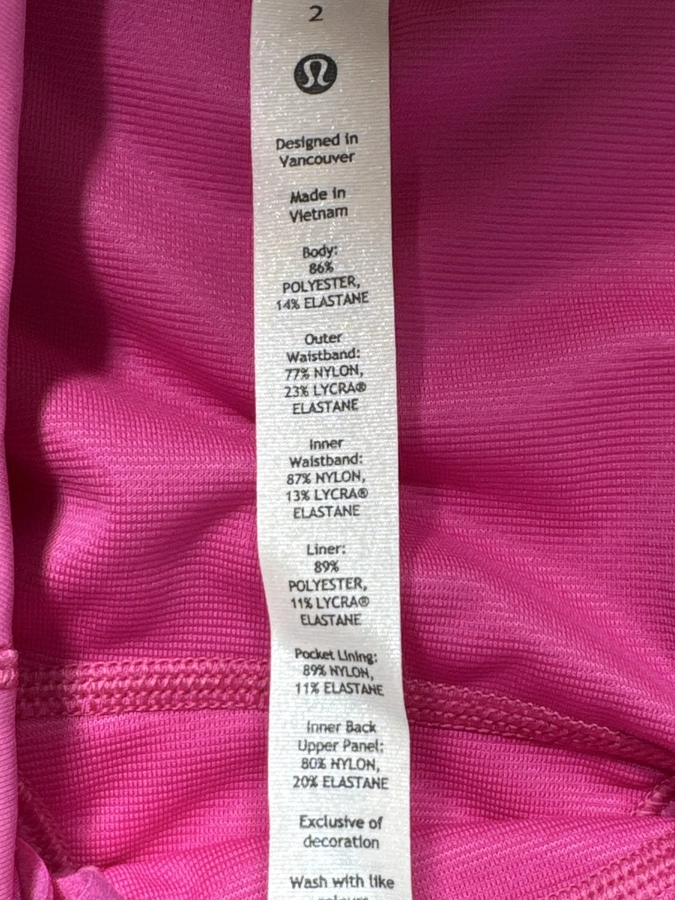 2
Designed in
Vancouver
Made in
Vietnam
Body:
86%
POLYESTER,
14% ELASTANE
Outer
Waistband:
77% NYLON,
23% LYCRA®
ELASTANE
Inner
Waistband:
87% NYLON,
13% LYCRA®
ELASTANE
Liner:
89%
POLYESTER,
11% LYCRA®
ELASTANE
Pocket Lining:
89% NYLON,
11% ELASTANE
Inner Back
Upper Panel:
80% NYLON,
20% ELASTANE
Exclusive of
decoration
Wash with like